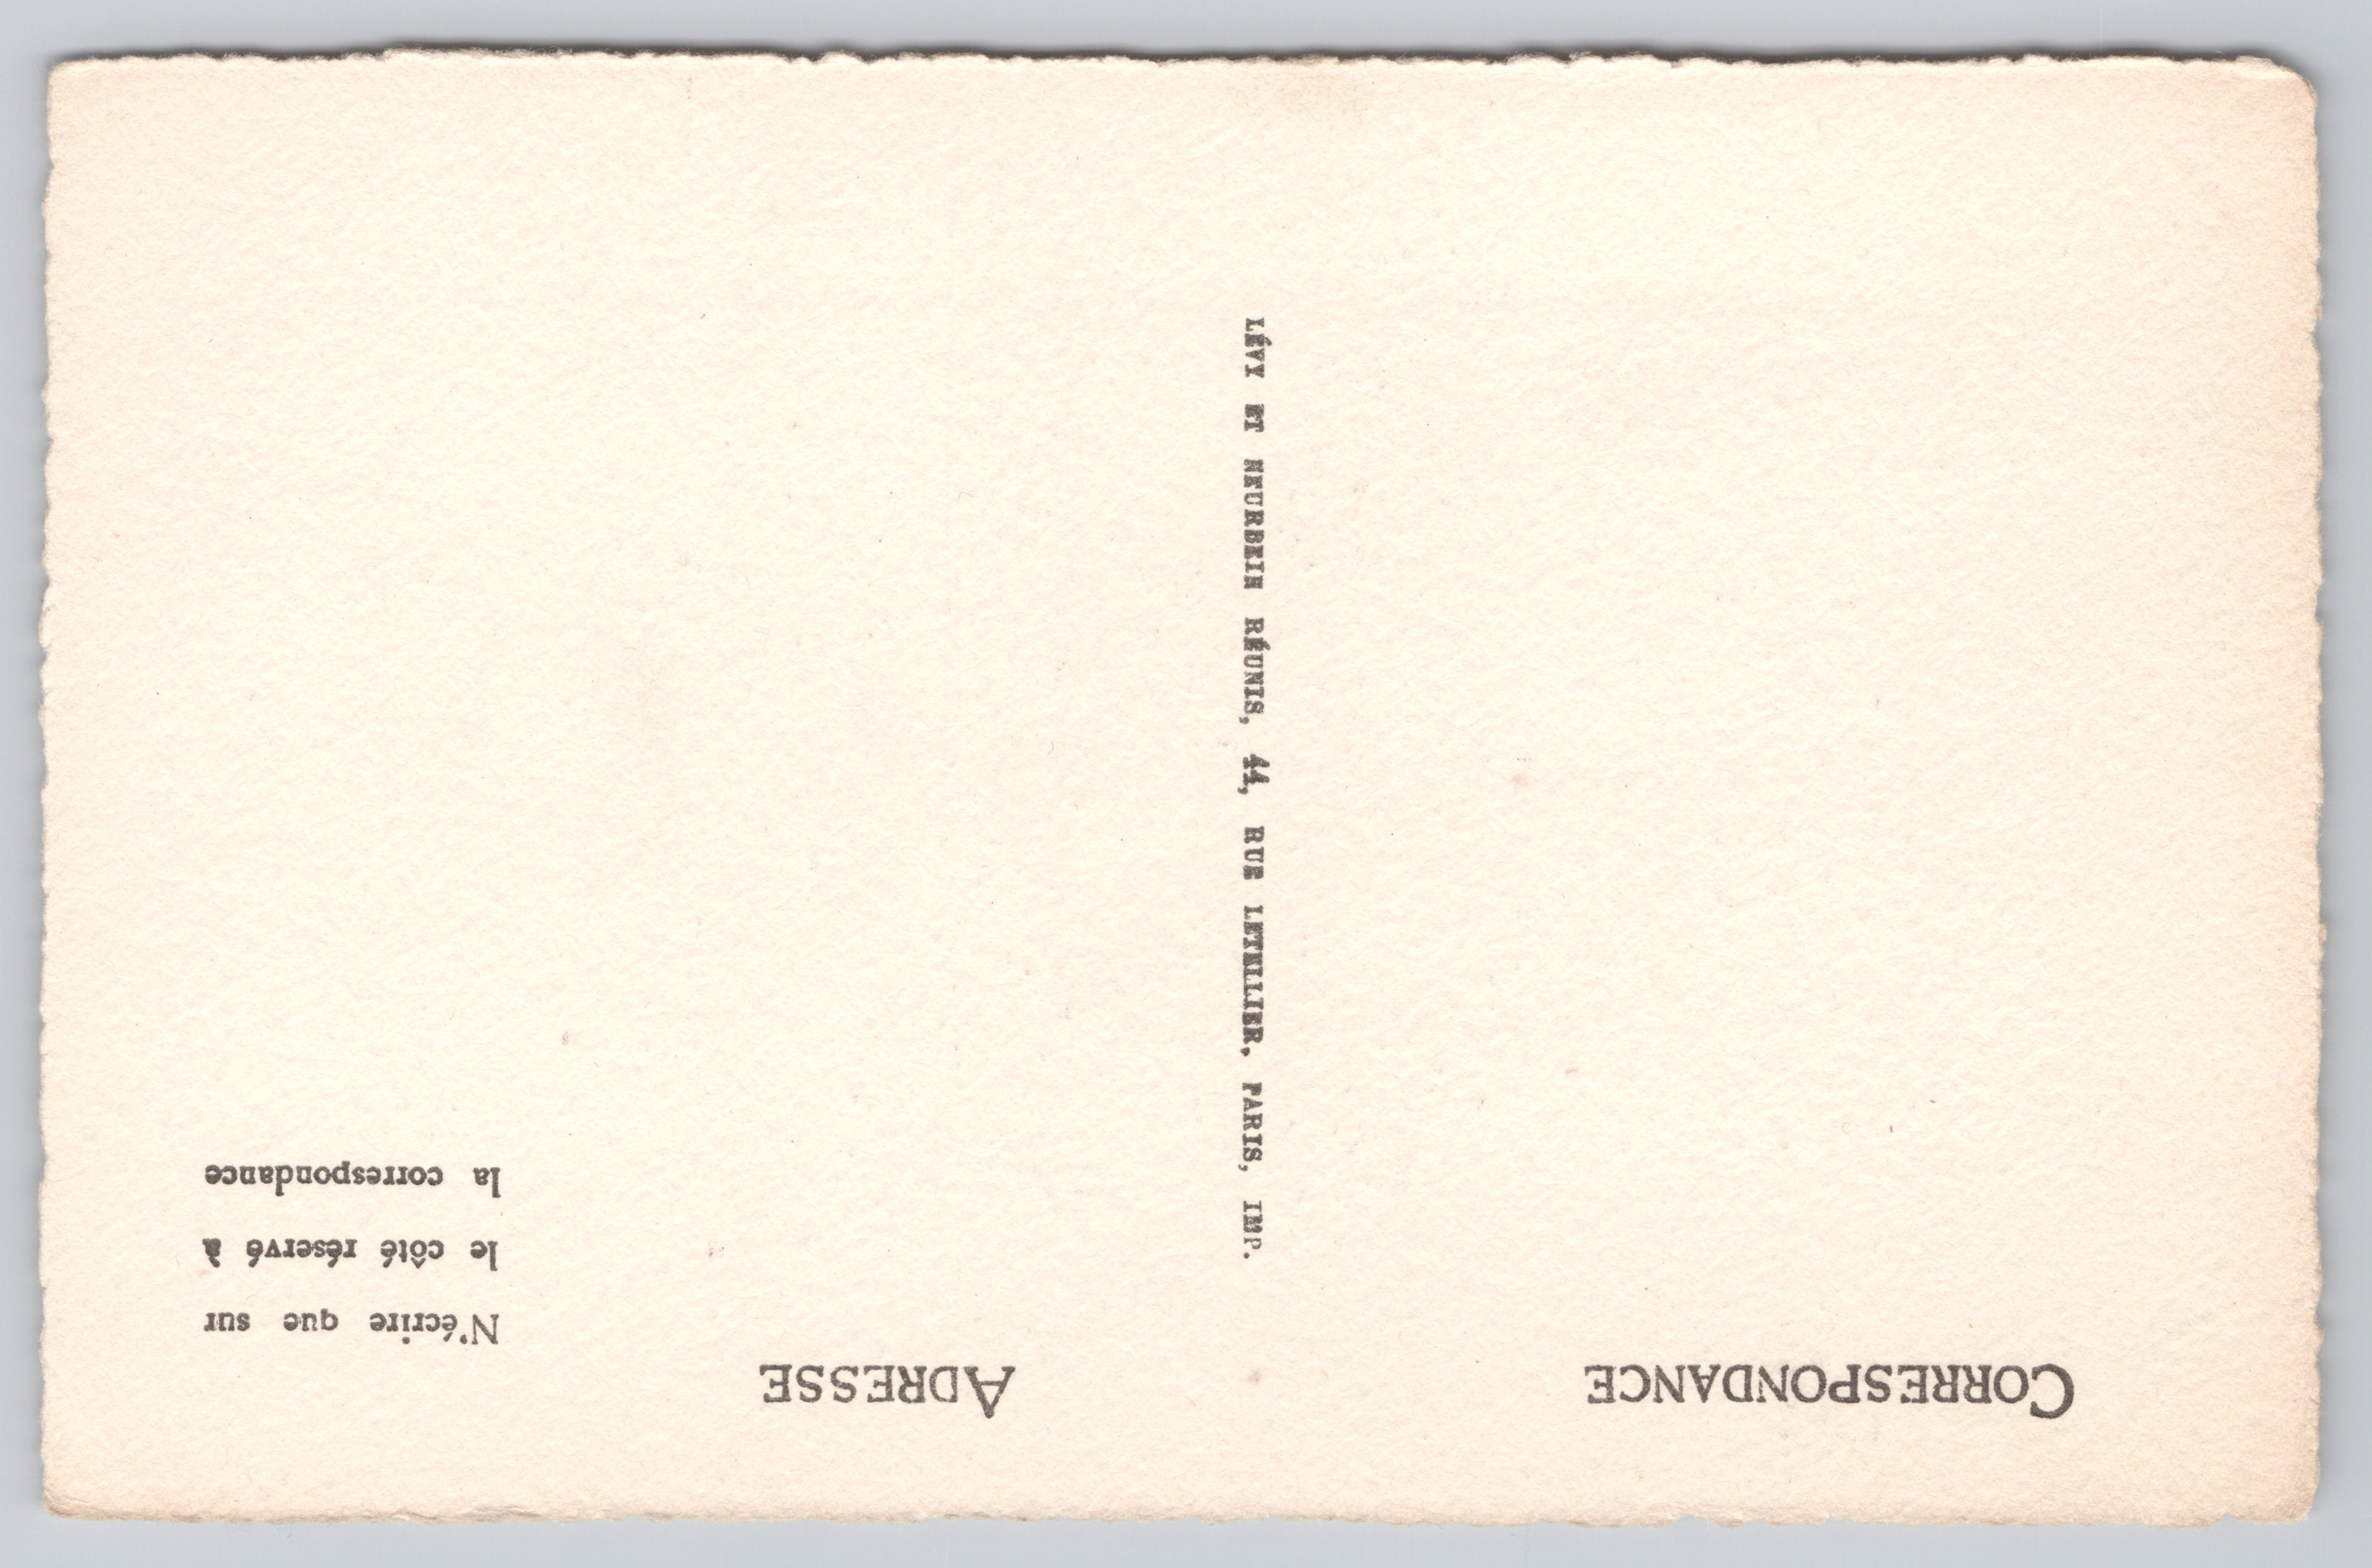 CORRESPONDANCE
ADRESSE
N'écrire que sur
le côté réservé à
la correspondance
LÉVY ET NEURDEIN RÉUNIS, 44, RUE LETELLIER, PARIS, IMP.